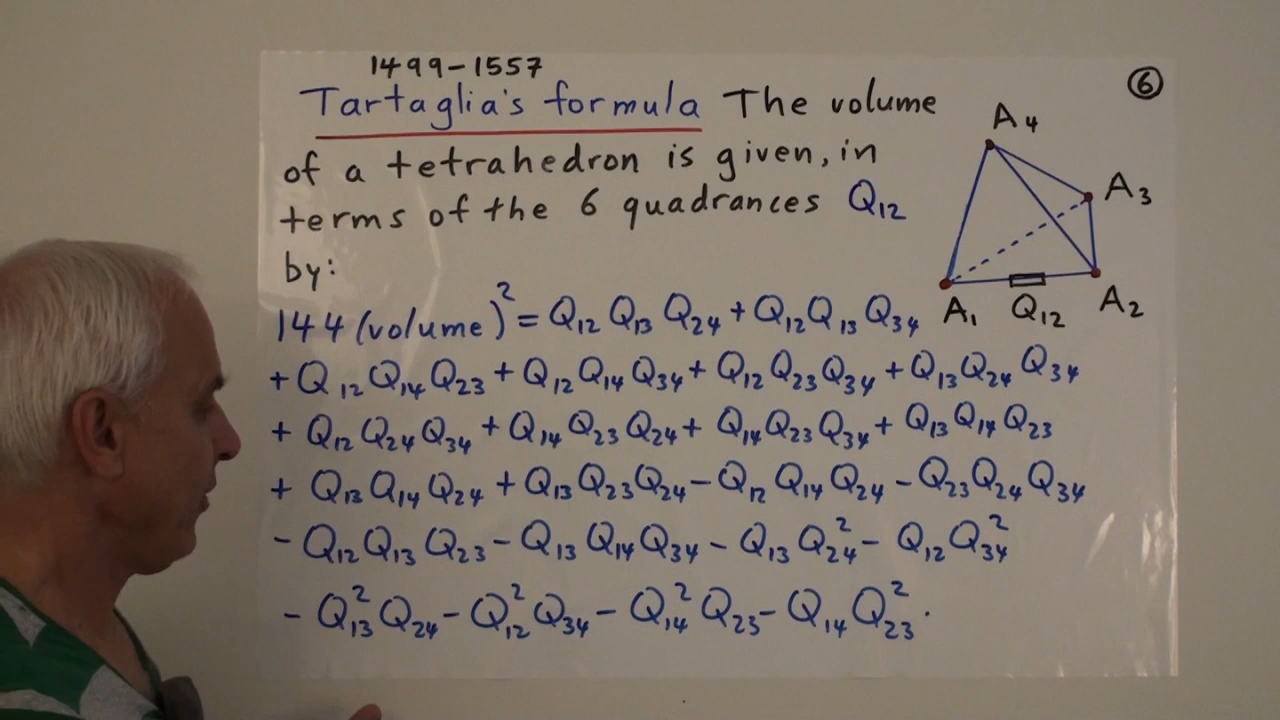 1499-1557
⑥
Tartaglia's formula The volume
of a tetrahedron is given, in
terms of the 6 quadrances Q₁₂
by:
A₄
A₃
A₁ Q₁₂ A₂
144 (volume)² = Q₁₂ Q₁₃ Q₂₄ + Q₁₂ Q₁₃ Q₃₄
+ Q₁₂ Q₁₄ Q₂₃ + Q₁₂ Q₁₄ Q₃₄ + Q₁₂ Q₂₃ Q₃₄ + Q₁₃ Q₂₄ Q₃₄
+ Q₁₂ Q₂₄ Q₃₄ + Q₁₄ Q₂₃ Q₂₄ + Q₁₄ Q₂₃ Q₃₄ + Q₁₃ Q₁₄ Q₂₃
+ Q₁₃ Q₁₄ Q₂₄ + Q₁₃ Q₂₃ Q₂₄ - Q₁₂ Q₁₄ Q₂₄ - Q₂₃ Q₂₄ Q₃₄
- Q₁₂ Q₁₃ Q₂₃ - Q₁₃ Q₁₄ Q₃₄ - Q₁₃ Q₂₄² - Q₁₂ Q₃₄²
- Q₁₃² Q₂₄ - Q₁₂² Q₃₄ - Q₁₄² Q₂₃ - Q₁₄ Q₂₃².